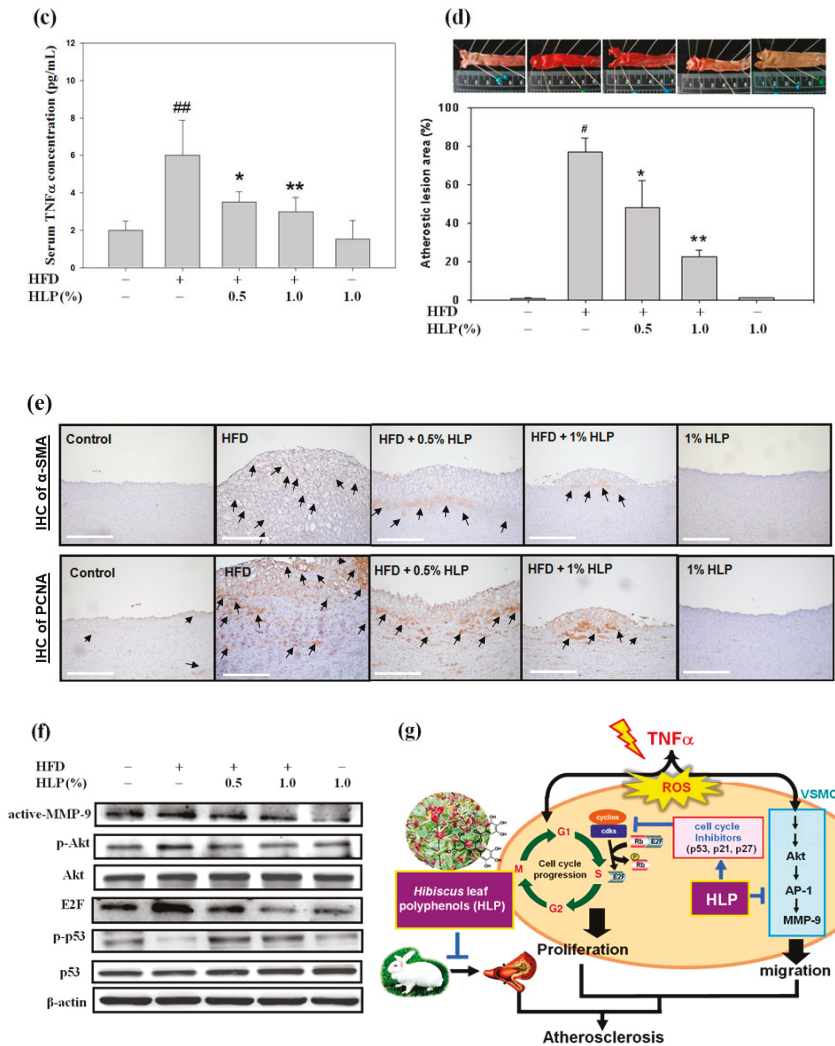 (c)
Serum TNFα concentration (pg/mL)
12
10
8
6
4
2
0
##
*
**
HFD – + + + –
HLP(%) – – 0.5 1.0 1.0
(d)
Atherostic lesion area (%)
100
80
60
40
20
0
#
*
**
HFD – + + + –
HLP(%) – – 0.5 1.0 1.0
(e)
IHC of α-SMA
Control
HFD
HFD + 0.5% HLP
HFD + 1% HLP
1% HLP
IHC of PCNA
Control
HFD
HFD + 0.5% HLP
HFD + 1% HLP
1% HLP
(f)
HFD – + + + –
HLP(%) – – 0.5 1.0 1.0
active-MMP-9
p-Akt
Akt
E2F
p-p53
p53
β-actin
(g)
TNFα
ROS
VSMC
cyclins
cdks
Rb E2F
P
Rb
E2F
G1
S
G2
M
Cell cycle
progression
cell cycle
Inhibitors
(p53, p21, p27)
HLP
Akt
AP-1
MMP-9
Hibiscus leaf
polyphenols (HLP)
Proliferation
migration
Atherosclerosis